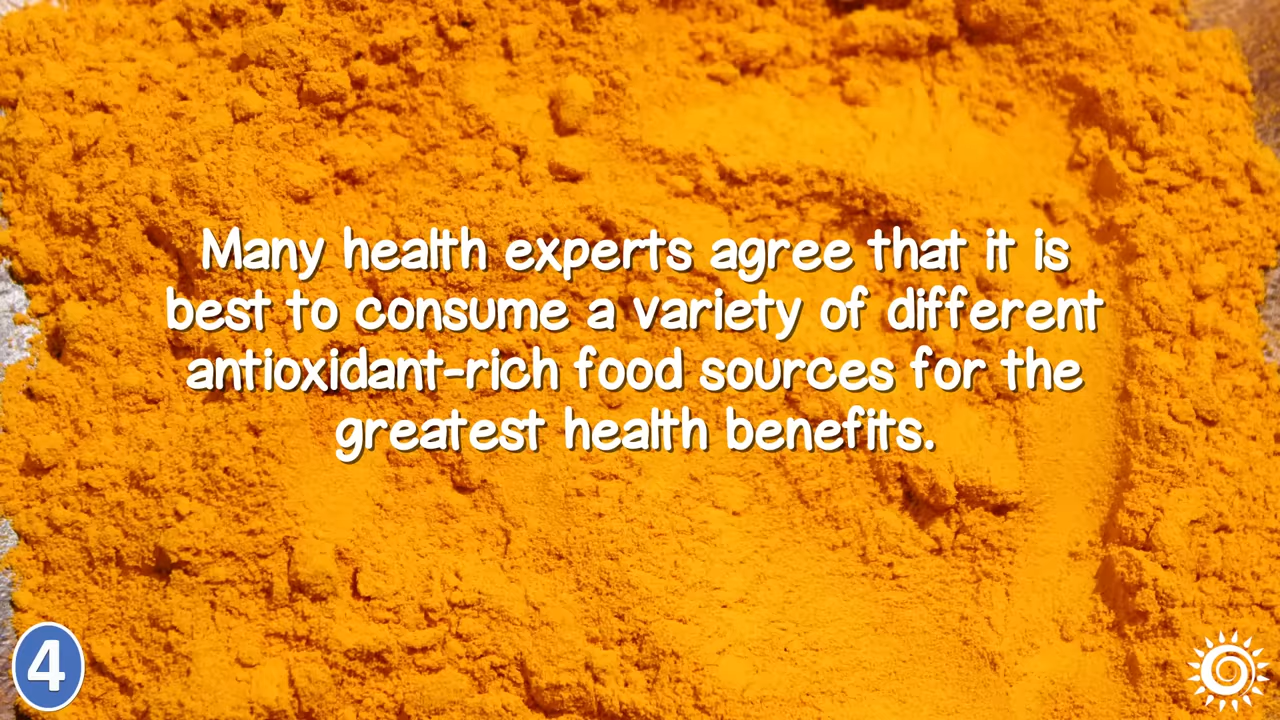 Many health experts agree that it is
best to consume a variety of different
antioxidant-rich food sources for the
greatest health benefits.
4